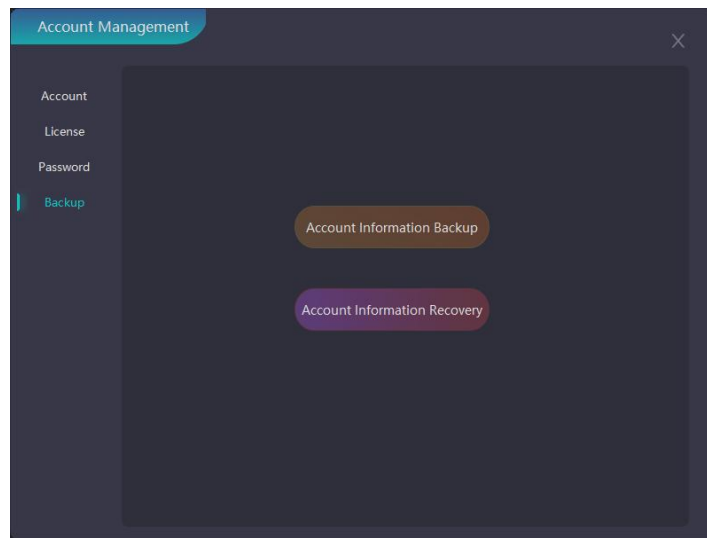 Account Management
X
Account
License
Password
Backup
Account Information Backup
Account Information Recovery